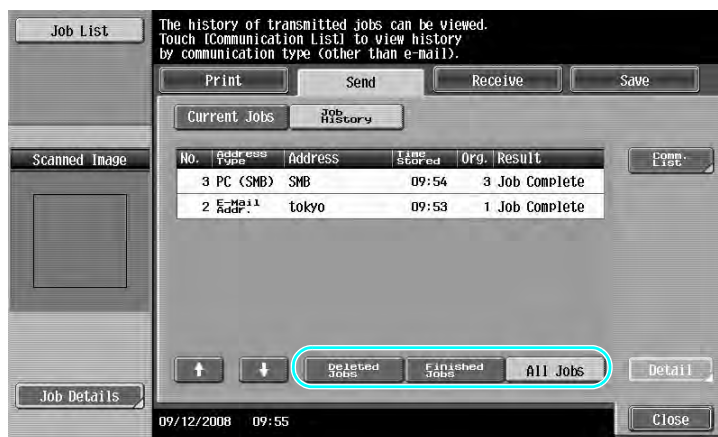 Job List
The history of transmitted jobs can be viewed.
Touch [Communication List] to view history
by communication type (other than e-mail).
Print Send Receive Save
Current Jobs Job History
Scanned Image
No. Address Type Address Time Stored Org. Result
Comm. List
3 PC (SMB) SMB 09:54 3 Job Complete
2 E-Mail Addr. tokyo 09:53 1 Job Complete
Deleted Jobs Finished Jobs All Jobs
Detail
Job Details
09/12/2008 09:55
Close